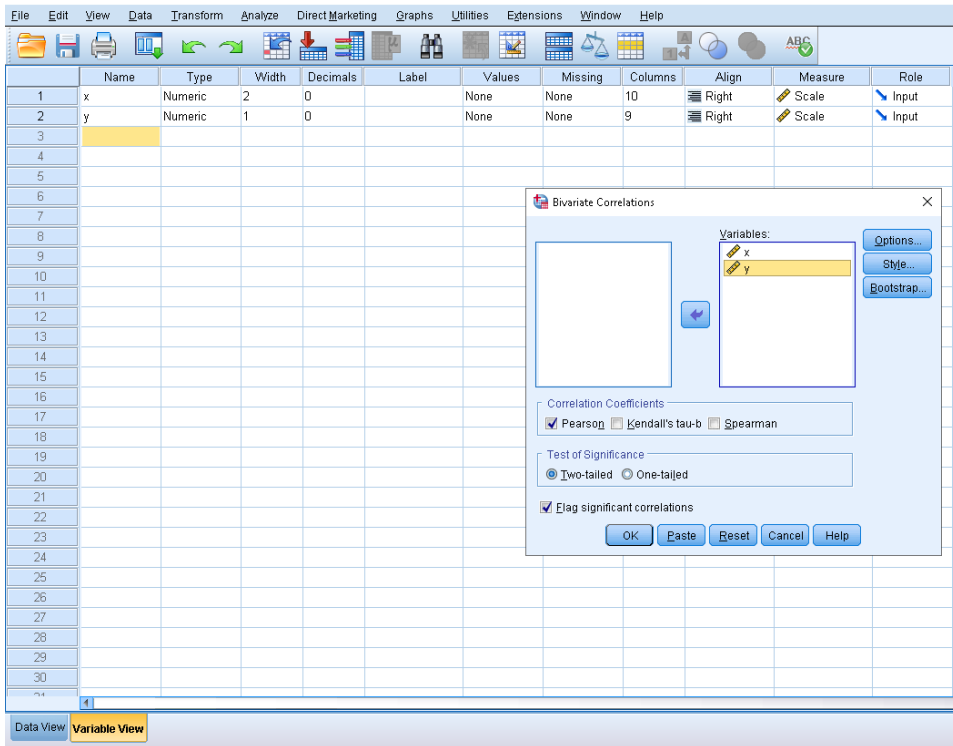 File Edit View Data Transform Analyze Direct Marketing Graphs Utilities Extensions Window Help
A
1
ABC
Name Type Width Decimals Label Values Missing Columns Align Measure Role
1 x Numeric 2 0 None None 10 Right Scale Input
2 y Numeric 1 0 None None 9 Right Scale Input
3
4
5
6
7
8
9
10
11
12
13
14
15
16
17
18
19
20
21
22
23
24
25
26
27
28
29
30
Bivariate Correlations
Variables:
x
y
Options...
Style...
Bootstrap...
Correlation Coefficients
Pearson Kendall's tau-b Spearman
Test of Significance
Two-tailed One-tailed
Flag significant correlations
OK Paste Reset Cancel Help
Data View Variable View